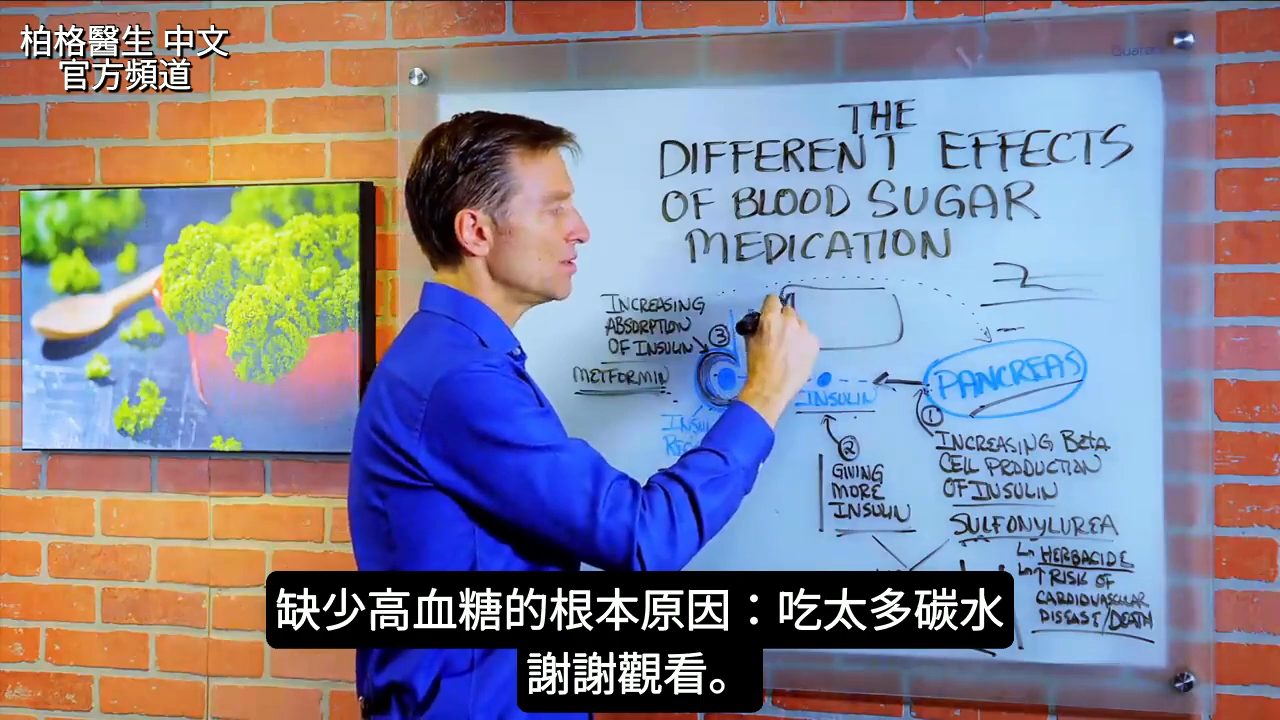 柏格醫生 中文
官方頻道
Quartet
THE
DIFFERENT EFFECTS
OF BLOOD SUGAR
MEDICATION
INCREASING
ABSORPTION
OF INSULIN
③
METFORMIN
INSULIN
PANCREAS
①
INCREASING Beta
CELL PRODUCTION
OF INSULIN
②
GIVING
MORE
INSULIN
SULFONYLUREA
↳ HERBACIDE
↳ ↑ RISK OF
CARDIOVASCULAR
DISEASE/DEATH
缺少高血糖的根本原因：吃太多碳水
謝謝觀看。